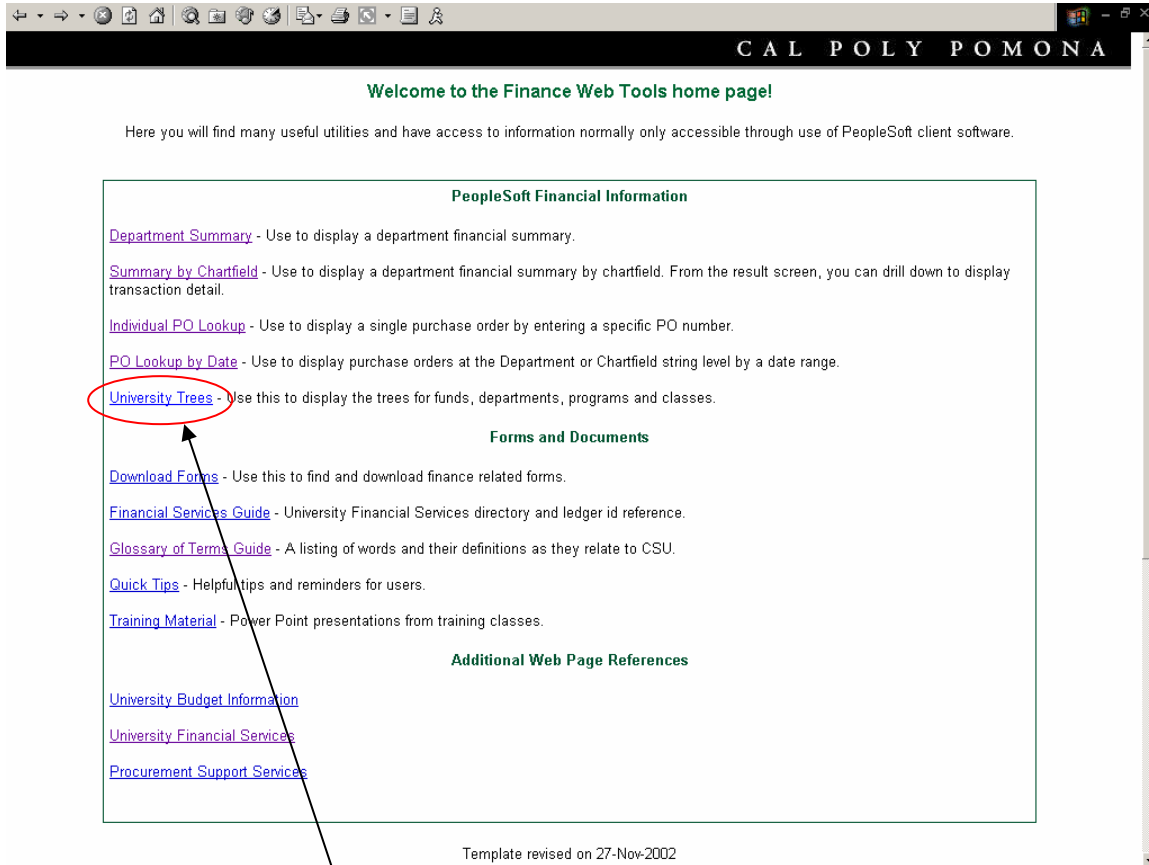 CAL POLY POMONA
Welcome to the Finance Web Tools home page!
Here you will find many useful utilities and have access to information normally only accessible through use of PeopleSoft client software.
PeopleSoft Financial Information
Department Summary - Use to display a department financial summary.
Summary by Chartfield - Use to display a department financial summary by chartfield. From the result screen, you can drill down to display
transaction detail.
Individual PO Lookup - Use to display a single purchase order by entering a specific PO number.
PO Lookup by Date - Use to display purchase orders at the Department or Chartfield string level by a date range.
University Trees - Use this to display the trees for funds, departments, programs and classes.
Forms and Documents
Download Forms - Use this to find and download finance related forms.
Financial Services Guide - University Financial Services directory and ledger id reference.
Glossary of Terms Guide - A listing of words and their definitions as they relate to CSU.
Quick Tips - Helpful tips and reminders for users.
Training Material - Power Point presentations from training classes.
Additional Web Page References
University Budget Information
University Financial Services
Procurement Support Services
Template revised on 27-Nov-2002